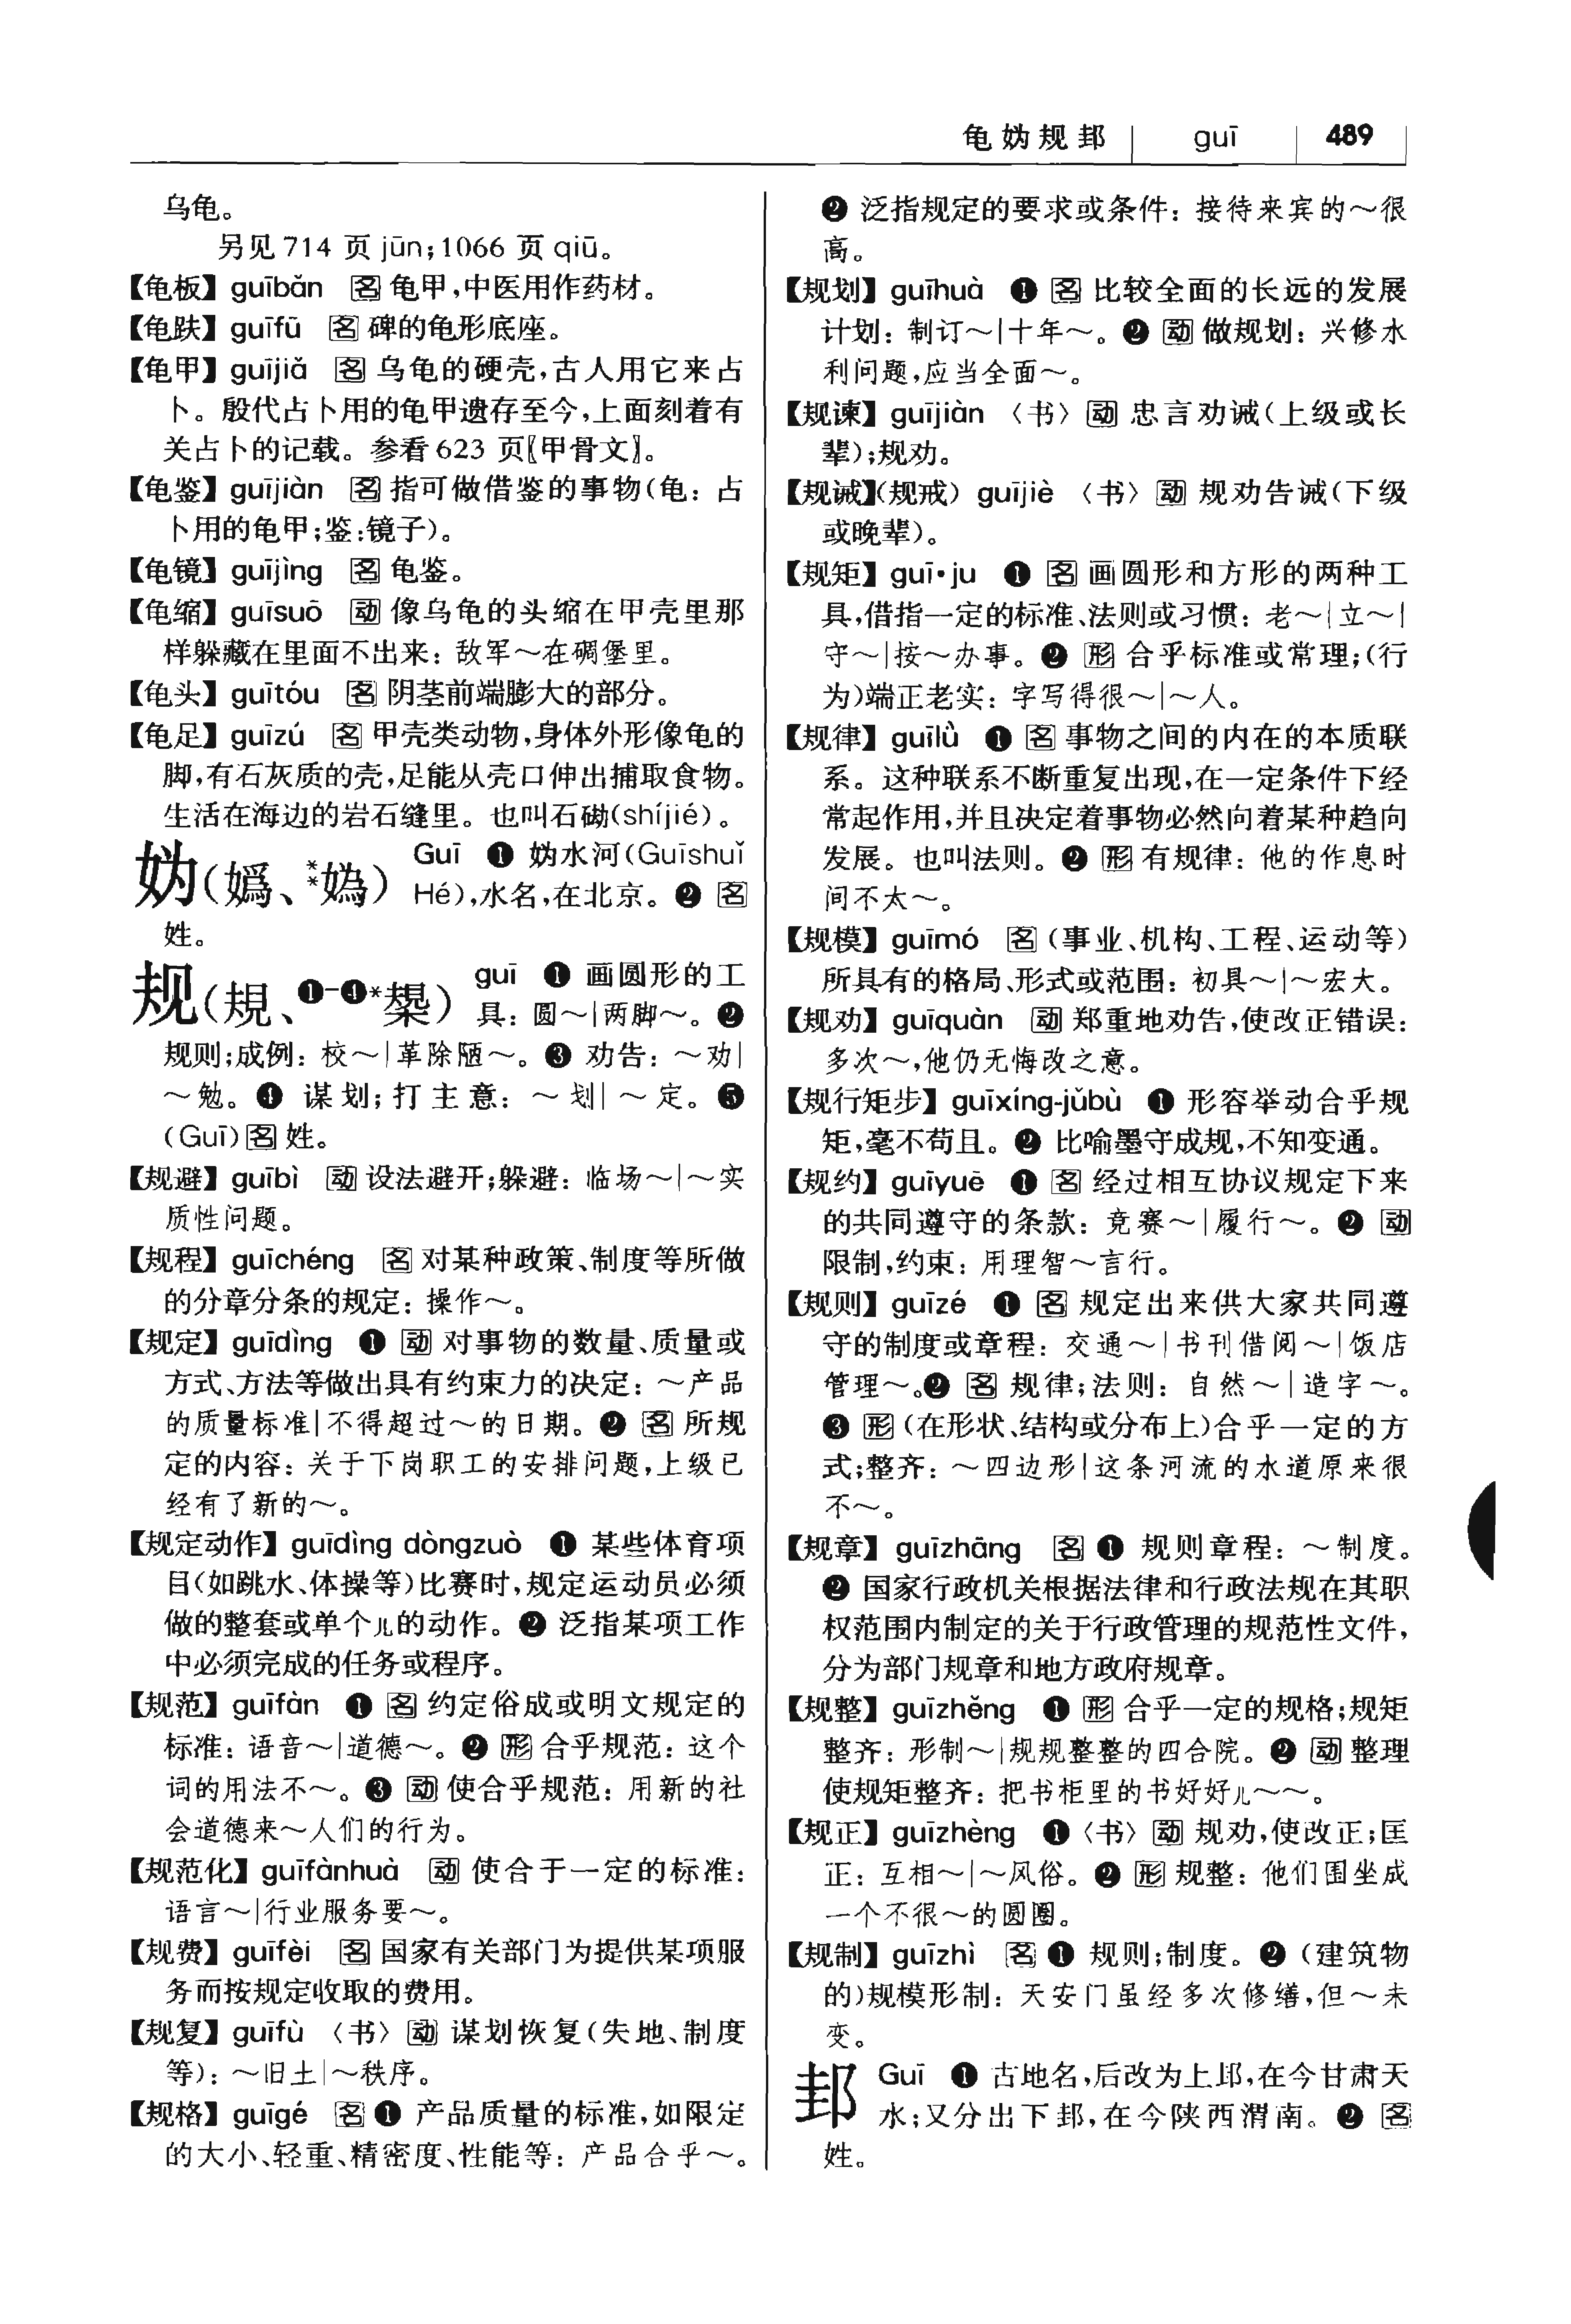 龟妫规邽 guī 489
乌龟。
另见714 页 jūn;1066 页 qiū。
【龟板】guībǎn 名 龟甲,中医用作药材。
【龟趺】guīfū 名 碑的龟形底座。
【龟甲】guījiǎ 名 乌龟的硬壳,古人用它来占
卜。殷代占卜用的龟甲遗存至今,上面刻着有
关占卜的记载。参看623 页〖甲骨文〗。
【龟鉴】guījiàn 名 指可做借鉴的事物(龟：占
卜用的龟甲;鉴:镜子)。
【龟镜】guījìng 名 龟鉴。
【龟缩】guīsuō 动 像乌龟的头缩在甲壳里那
样躲藏在里面不出来：敌军～在碉堡里。
【龟头】guītóu 名 阴茎前端膨大的部分。
【龟足】guīzú 名 甲壳类动物,身体外形像龟的
脚,有石灰质的壳,足能从壳口伸出捕取食物。
生活在海边的岩石缝里。也叫石砝(shíjié)。
妫(嬀、**媯) Guī ❶ 妫水河(Guīshuǐ
Hé),水名,在北京。❷ 名
姓。
规(規、❶-❹*槼) guī ❶ 画圆形的工
具：圆～|两脚～。❷
规则;成例：校～|革除陋～。❸ 劝告：～劝|
～勉。❹ 谋划;打主意：～划|～定。❺
(Guī)名 姓。
【规避】guībì 动 设法避开;躲避：临场～|～实
质性问题。
【规程】guīchéng 名 对某种政策、制度等所做
的分章分条的规定：操作～。
【规定】guīdìng ❶ 动 对事物的数量、质量或
方式、方法等做出具有约束力的决定：～产品
的质量标准|不得超过～的日期。❷ 名 所规
定的内容：关于下岗职工的安排问题,上级已
经有了新的～。
【规定动作】guīdìng dòngzuò ❶ 某些体育项
目(如跳水、体操等)比赛时,规定运动员必须
做的整套或单个儿的动作。❷ 泛指某项工作
中必须完成的任务或程序。
【规范】guīfàn ❶ 名 约定俗成或明文规定的
标准：语音～|道德～。❷ 形 合乎规范：这个
词的用法不～。❸ 动 使合乎规范：用新的社
会道德来～人们的行为。
【规范化】guīfànhuà 动 使合于一定的标准：
语言～|行业服务要～。
【规费】guīfèi 名 国家有关部门为提供某项服
务而按规定收取的费用。
【规复】guīfù 〈书〉动 谋划恢复(失地、制度
等)：～旧土|～秩序。
【规格】guīgé 名 ❶ 产品质量的标准,如限定
的大小、轻重、精密度、性能等：产品合乎～。
❷ 泛指规定的要求或条件：接待来宾的～很
高。
【规划】guīhuà ❶ 名 比较全面的长远的发展
计划：制订～|十年～。❷ 动 做规划：兴修水
利问题,应当全面～。
【规谏】guījiàn 〈书〉动 忠言劝诫(上级或长
辈);规劝。
【规诫】(规戒) guījiè 〈书〉动 规劝告诫(下级
或晚辈)。
【规矩】guī·ju ❶ 名 画圆形和方形的两种工
具,借指一定的标准、法则或习惯：老～|立～|
守～|按～办事。❷ 形 合乎标准或常理;(行
为)端正老实：字写得很～|～人。
【规律】guīlǜ ❶ 名 事物之间的内在的本质联
系。这种联系不断重复出现,在一定条件下经
常起作用,并且决定着事物必然向着某种趋向
发展。也叫法则。❷ 形 有规律：他的作息时
间不太～。
【规模】guīmó 名 (事业、机构、工程、运动等)
所具有的格局、形式或范围：初具～|～宏大。
【规劝】guīquàn 动 郑重地劝告,使改正错误：
多次～,他仍无悔改之意。
【规行矩步】guīxíng-jǔbù ❶ 形容举动合乎规
矩,毫不苟且。❷ 比喻墨守成规,不知变通。
【规约】guīyuē ❶ 名 经过相互协议规定下来
的共同遵守的条款：竞赛～|履行～。❷ 动
限制,约束：用理智～言行。
【规则】guīzé ❶ 名 规定出来供大家共同遵
守的制度或章程：交通～|书刊借阅～|饭店
管理～。❷ 名 规律;法则：自然～|造字～。
❸ 形 (在形状、结构或分布上)合乎一定的方
式;整齐：～四边形|这条河流的水道原来很
不～。
【规章】guīzhāng 名 ❶ 规则章程：～制度。
❷ 国家行政机关根据法律和行政法规在其职
权范围内制定的关于行政管理的规范性文件,
分为部门规章和地方政府规章。
【规整】guīzhěng ❶ 形 合乎一定的规格;规矩
整齐：形制～|规规整整的四合院。❷ 动 整理
使规矩整齐：把书柜里的书好好儿～～。
【规正】guīzhèng ❶〈书〉动 规劝,使改正;匡
正：互相～|～风俗。❷ 形 规整：他们围坐成
一个不很～的圆圈。
【规制】guīzhì 名 ❶ 规则;制度。❷ (建筑物
的)规模形制：天安门虽经多次修缮,但～未
变。
邽 Guī ❶ 古地名,后改为上邽,在今甘肃天
水;又分出下邽,在今陕西渭南。❷ 名
姓。